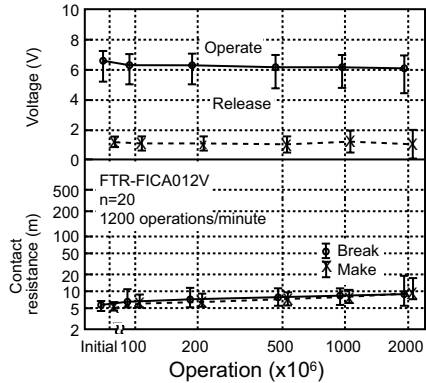 10
8
6
4
2
0
Voltage (V)
Operate
Release
FTR-FICA012V
n=20
1200 operations/minute
500
200
100
50
20
10
5
2
Contact
resistance (m)
Break
Make
Initial 100 200 500 1000 2000
Operation (x10⁶)